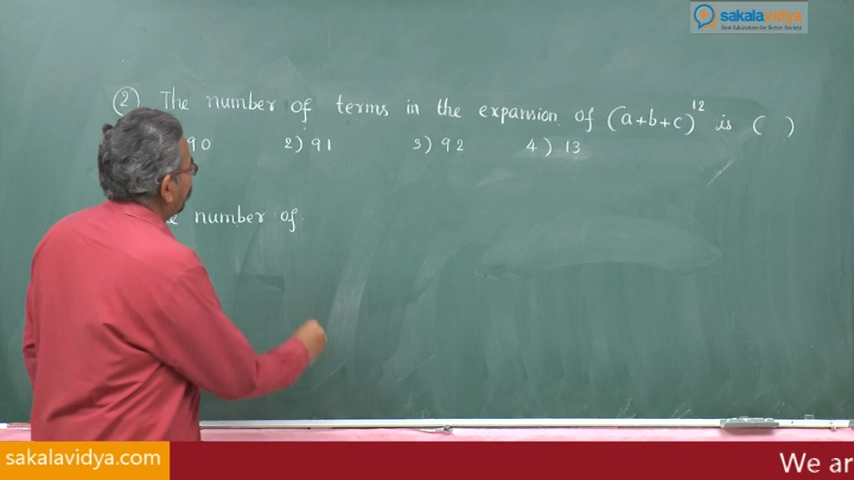 sakalavidya
Best Educators for Better Society
② The number of terms in the expansion of (a+b+c)¹² is ( )
90 2) 91 3) 92 4) 13
number of
sakalavidya.com
We ar